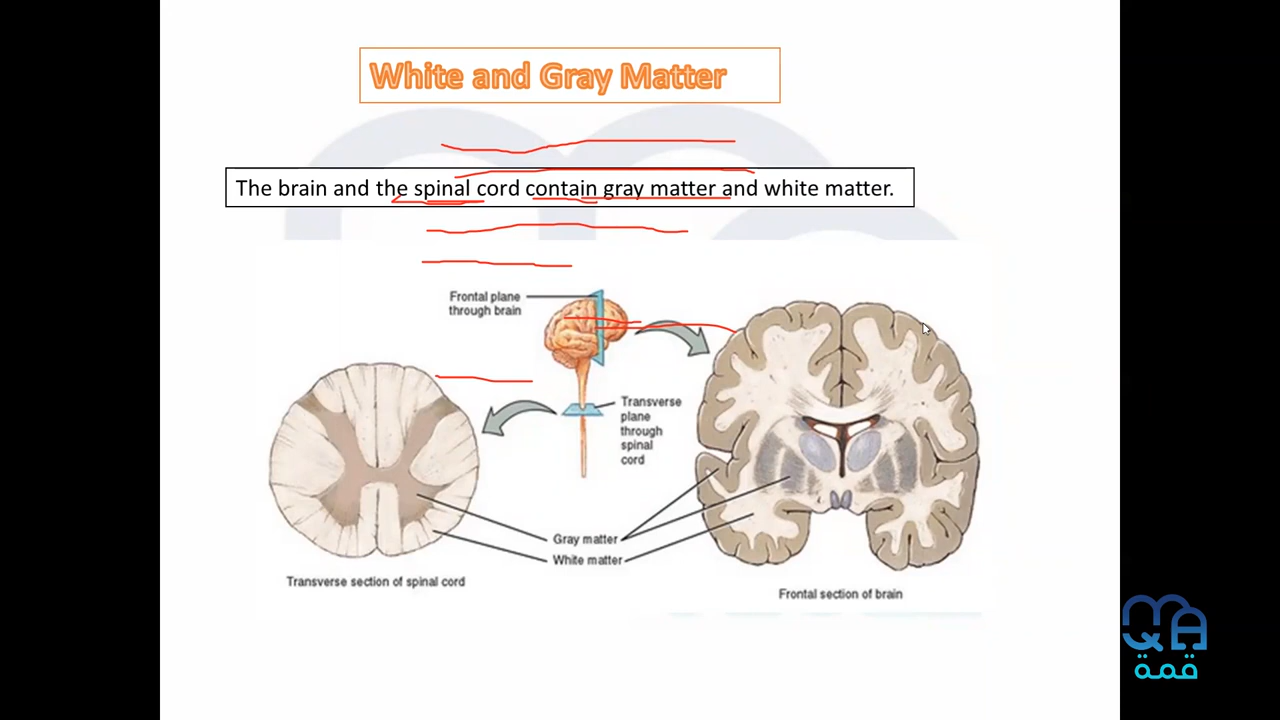 White and Gray Matter
The brain and the spinal cord contain gray matter and white matter.
Frontal plane
through brain
Transverse
plane
through
spinal
cord
Gray matter
White matter
Transverse section of spinal cord
Frontal section of brain
QMA
قمة